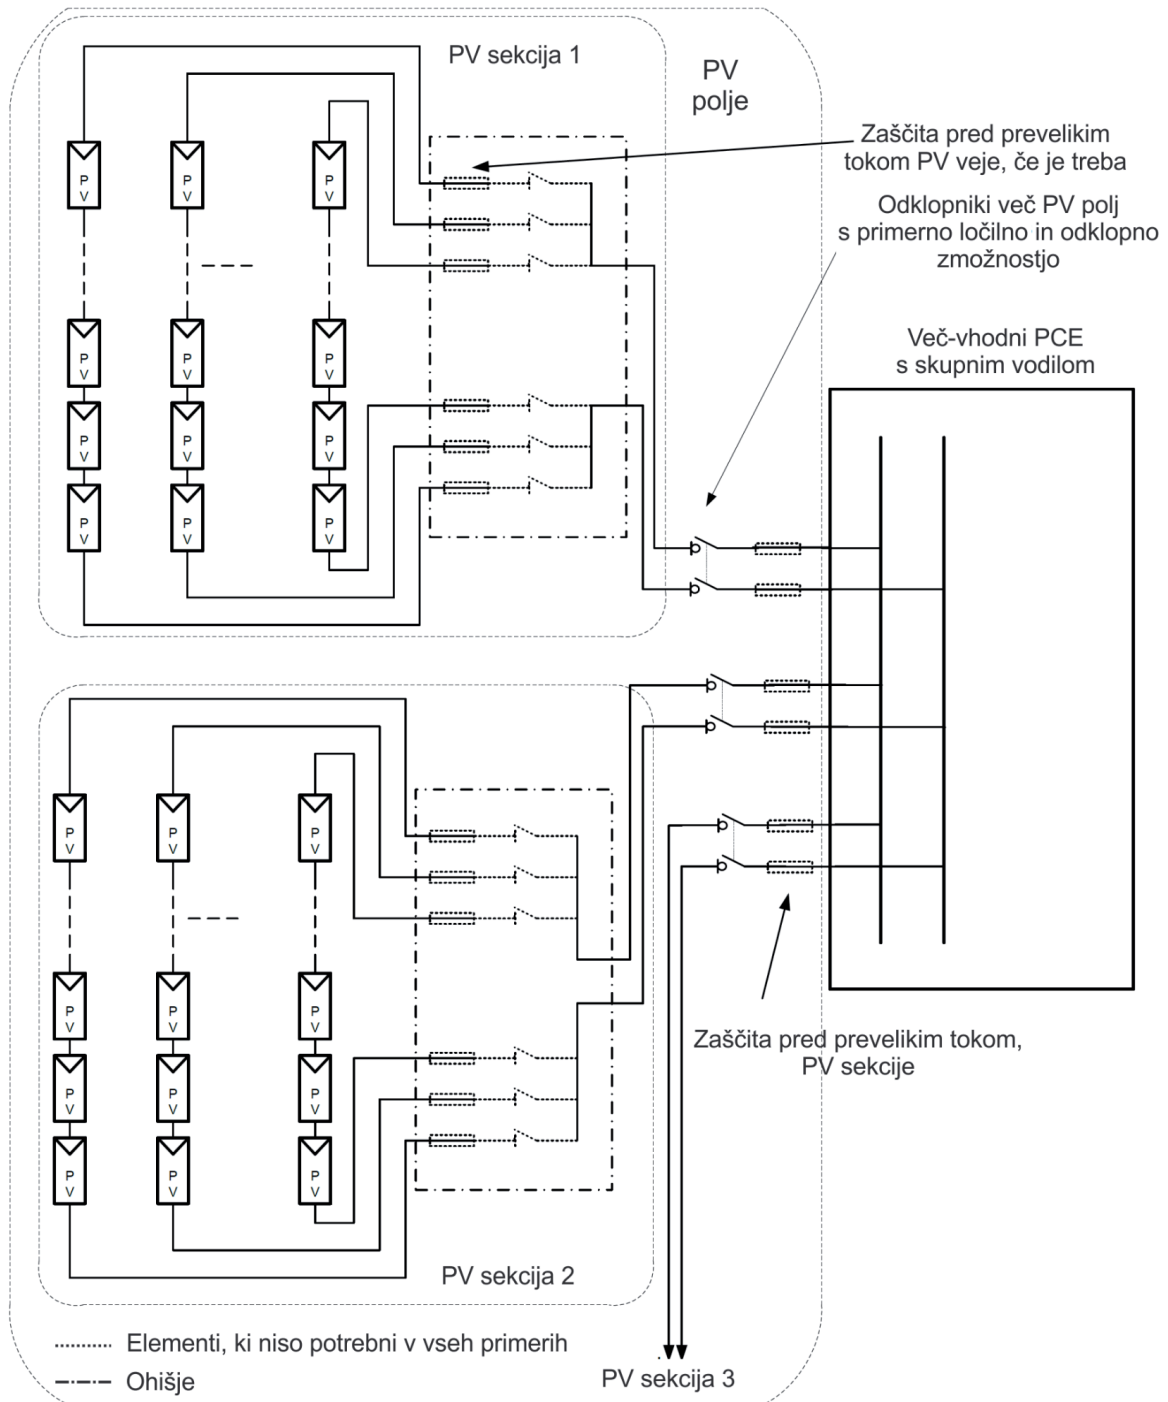 PV sekcija 1
PV
polje
Zaščita pred prevelikim
tokom PV veje, če je treba
Odklopniki več PV polj
s primerno ločilno in odklopno
zmožnostjo
Več-vhodni PCE
s skupnim vodilom
P
V
P
V
P
V
P
V
P
V
P
V
P
V
P
V
P
V
P
V
P
V
P
V
P
V
P
V
P
V
P
V
P
V
P
V
P
V
P
V
P
V
P
V
P
V
P
V
Zaščita pred prevelikim tokom,
PV sekcije
PV sekcija 2
Elementi, ki niso potrebni v vseh primerih
Ohišje
PV sekcija 3